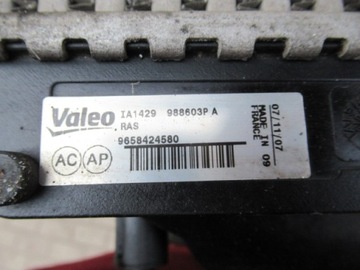 Valeo
IA1429 988603P A
RAS
9658424580
AC AP
07/11/07
MADE IN 09
FRANCE